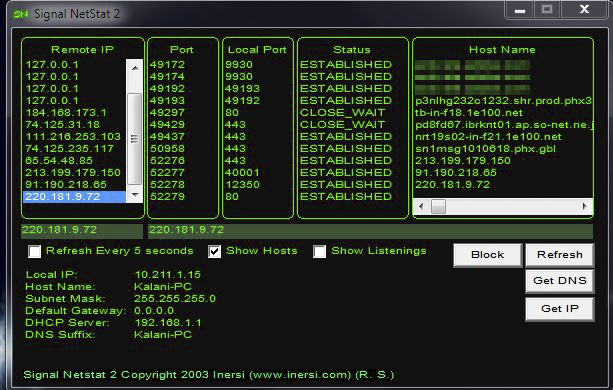 Signal NetStat 2
Remote IP Port Local Port Status Host Name
127.0.0.1 49172 9930 ESTABLISHED
127.0.0.1 49174 9930 ESTABLISHED
127.0.0.1 49192 49193 ESTABLISHED
127.0.0.1 49193 49192 ESTABLISHED p3nlhg232c1232.shr.prod.phx3
184.168.173.1 49297 80 CLOSE_WAIT tb-in-f18.1e100.net
74.125.31.18 49429 443 CLOSE_WAIT pd8fd67.ibrknt01.ap.so-net.ne.j
111.216.253.103 49437 443 ESTABLISHED nrt19s02-in-f21.1e100.net
74.125.235.117 50958 443 ESTABLISHED sn1msg1010618.phx.gbl
65.54.48.85 52276 443 ESTABLISHED 213.199.179.150
213.199.179.150 52277 40001 ESTABLISHED 91.190.218.65
91.190.218.65 52278 12350 ESTABLISHED 220.181.9.72
220.181.9.72 52279 80 ESTABLISHED
220.181.9.72 220.181.9.72
Refresh Every 5 seconds Show Hosts Show Listenings Block Refresh
Get DNS
Get IP
Local IP: 10.211.1.15
Host Name: Kalani-PC
Subnet Mask: 255.255.255.0
Default Gateway: 0.0.0.0
DHCP Server: 192.168.1.1
DNS Suffix: Kalani-PC
Signal Netstat 2 Copyright 2003 Inersi (www.inersi.com) (R. S.)